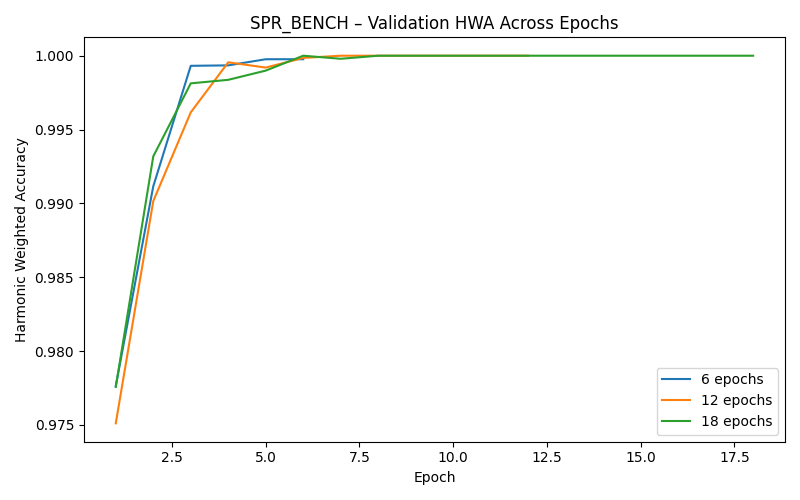 SPR_BENCH – Validation HWA Across Epochs
Harmonic Weighted Accuracy
1.000
0.995
0.990
0.985
0.980
0.975
2.5
5.0
7.5
10.0
12.5
15.0
17.5
Epoch
6 epochs
12 epochs
18 epochs